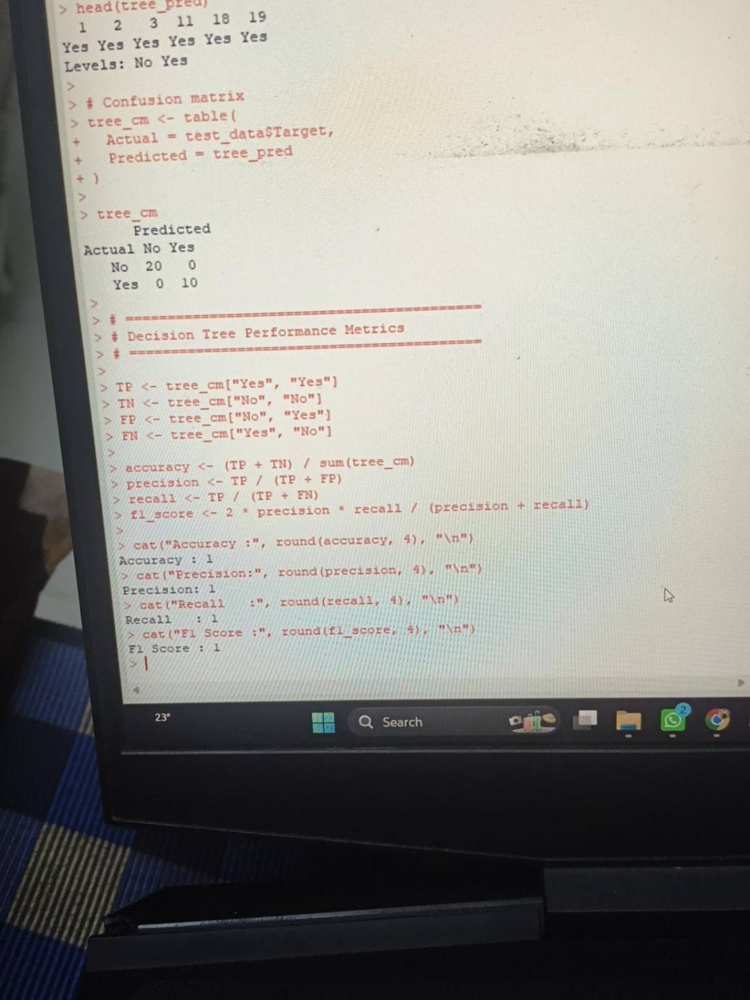 > head(tree_pred)
1 2 3 11 18 19
Yes Yes Yes Yes Yes Yes
Levels: No Yes
>
> # Confusion matrix
> tree_cm <- table(
+ Actual = test_data$Target,
+ Predicted = tree_pred
+ )
>
> tree_cm
Predicted
Actual No Yes
No 20 0
Yes 0 10
>
> # ==========================================
> # Decision Tree Performance Metrics
> # ==========================================
>
> TP <- tree_cm["Yes", "Yes"]
> TN <- tree_cm["No", "No"]
> FP <- tree_cm["No", "Yes"]
> FN <- tree_cm["Yes", "No"]
>
> accuracy <- (TP + TN) / sum(tree_cm)
> precision <- TP / (TP + FP)
> recall <- TP / (TP + FN)
> f1_score <- 2 * precision * recall / (precision + recall)
>
> cat("Accuracy :", round(accuracy, 4), "\n")
Accuracy : 1
> cat("Precision:", round(precision, 4), "\n")
Precision: 1
> cat("Recall   :", round(recall, 4), "\n")
Recall   : 1
> cat("F1 Score :", round(f1_score, 4), "\n")
F1 Score : 1
>
23°
Search
2